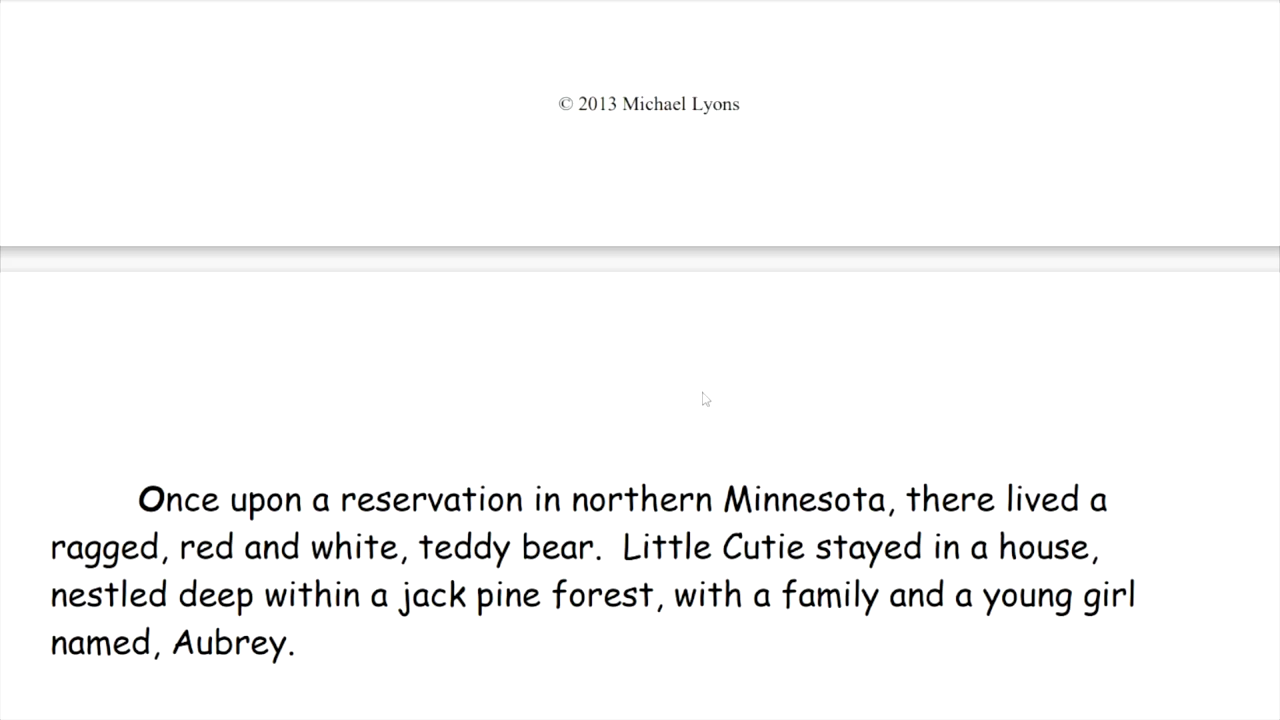 © 2013 Michael Lyons
Once upon a reservation in northern Minnesota, there lived a
ragged, red and white, teddy bear.  Little Cutie stayed in a house,
nestled deep within a jack pine forest, with a family and a young girl
named, Aubrey.